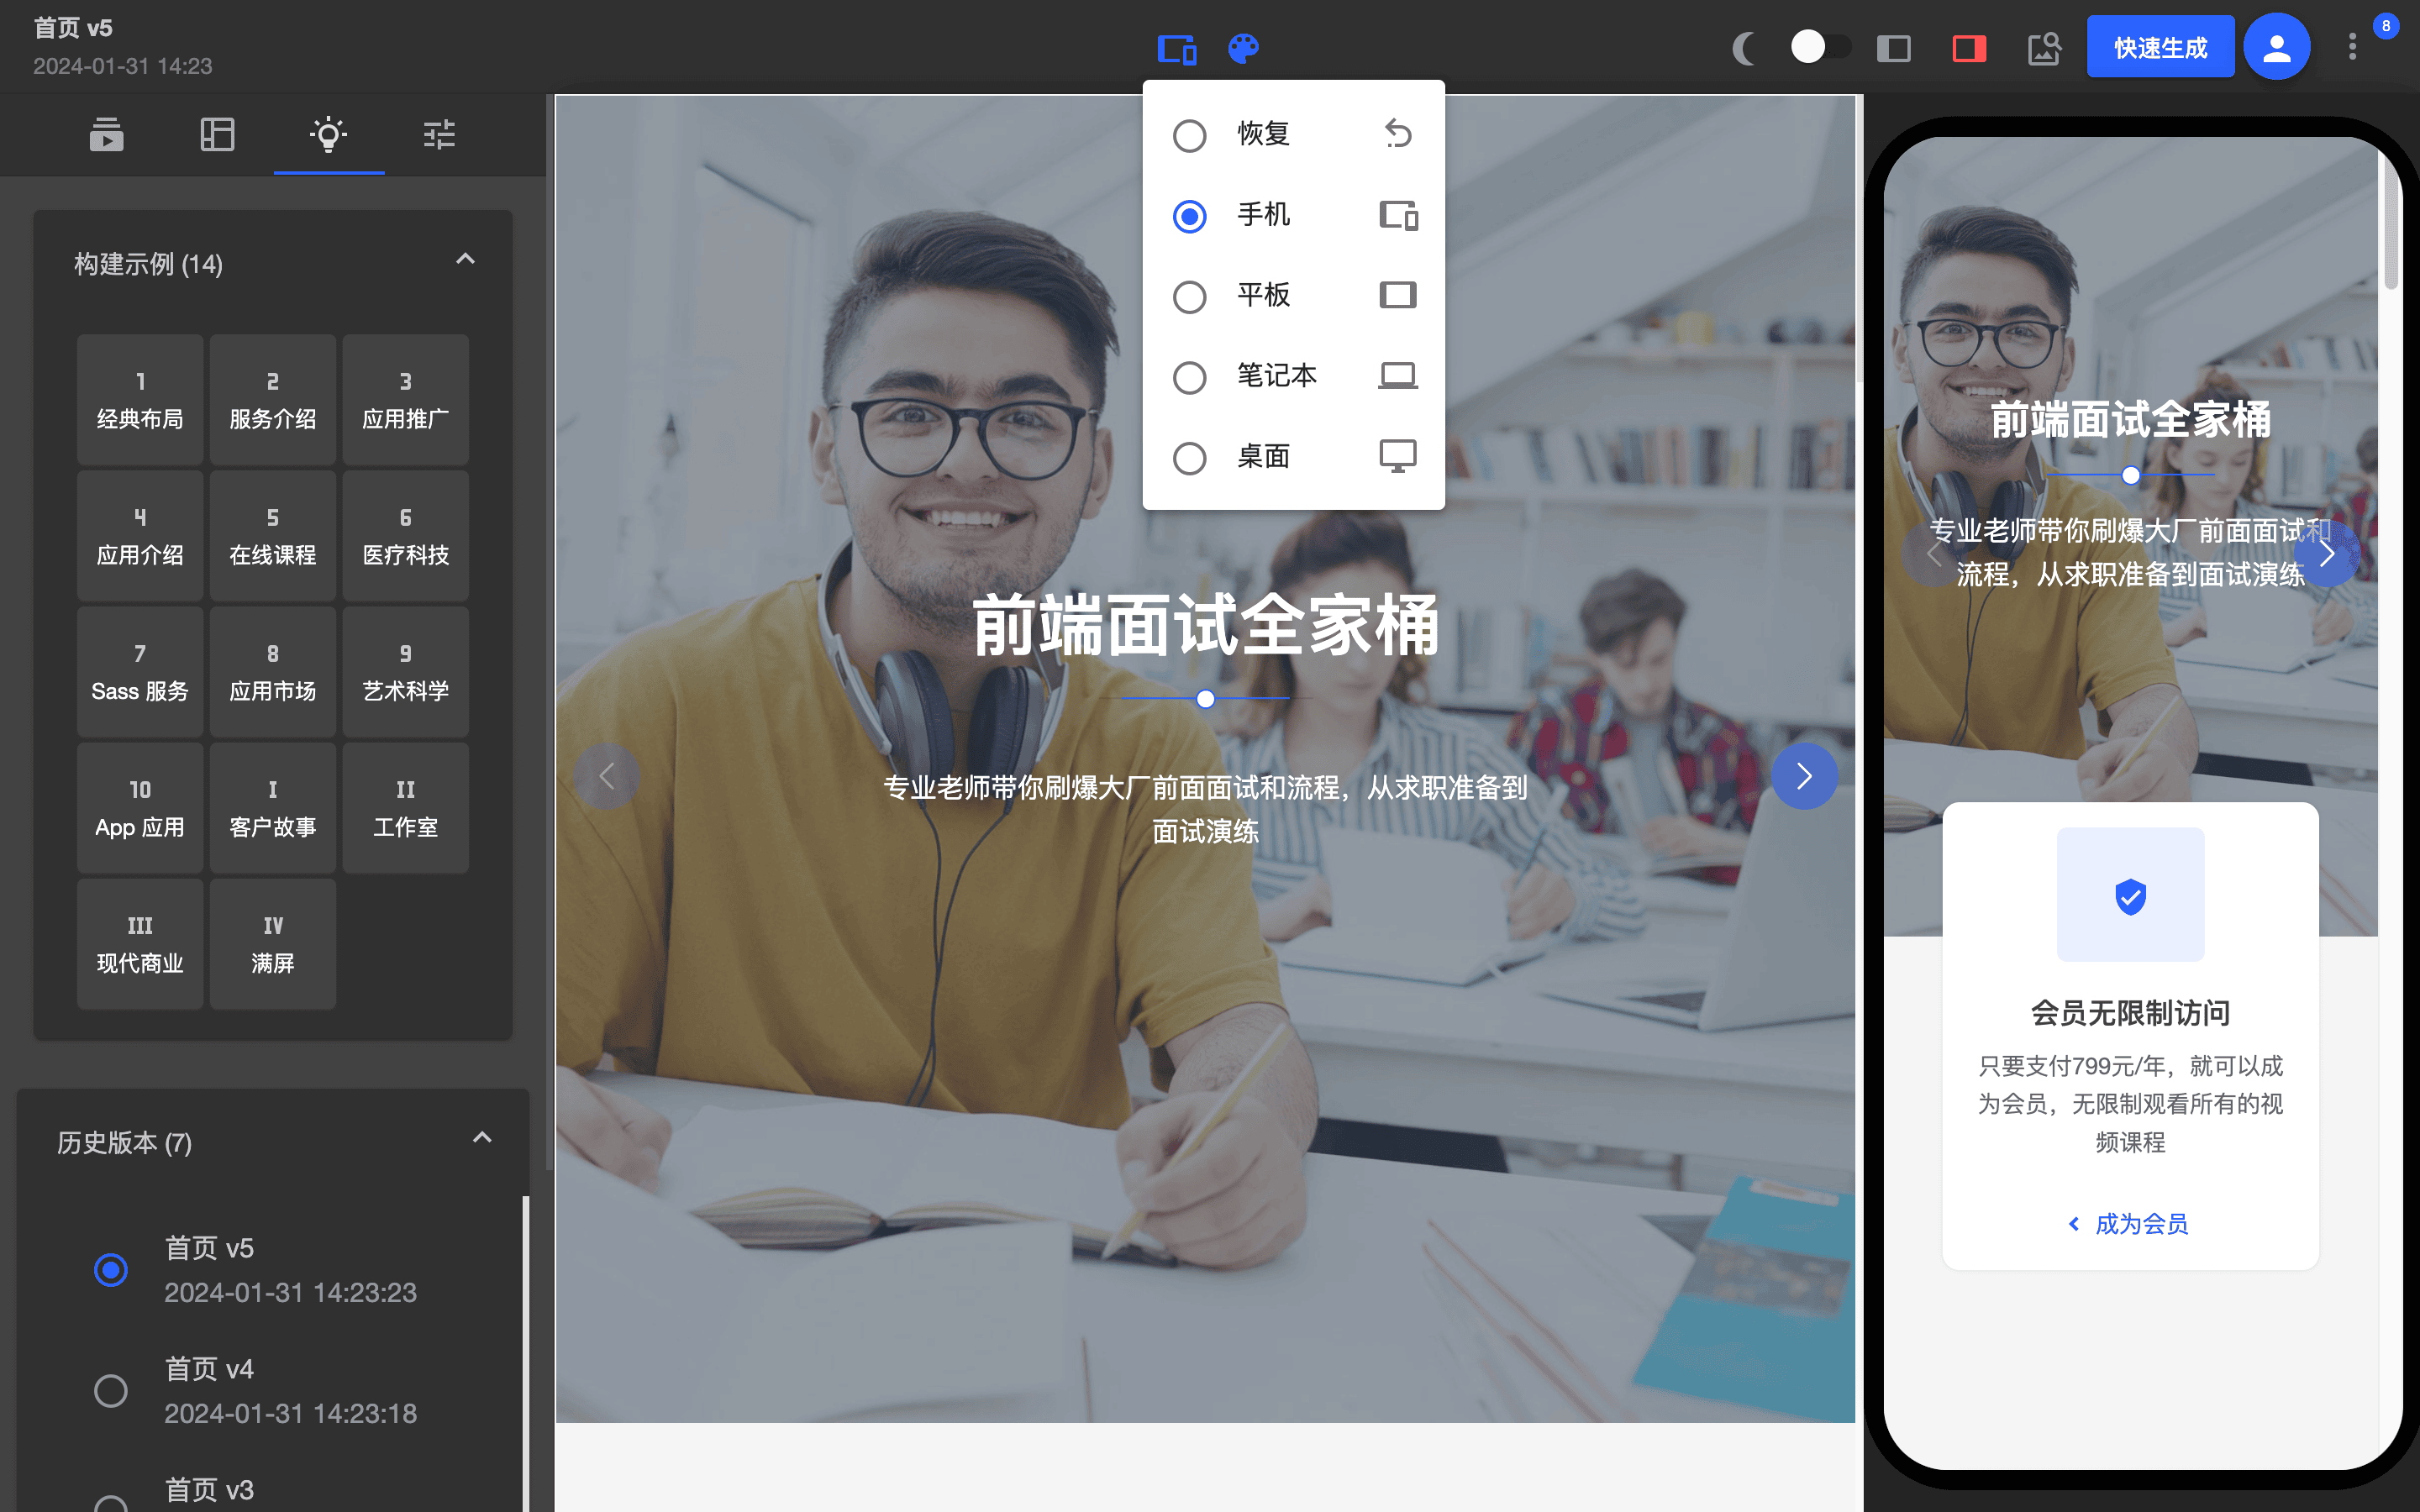 首页 v5
2024-01-31 14:23
快速生成
8
构建示例 (14)
1
经典布局
2
服务介绍
3
应用推广
4
应用介绍
5
在线课程
6
医疗科技
7
Sass 服务
8
应用市场
9
艺术科学
10
App 应用
I
客户故事
II
工作室
III
现代商业
IV
满屏
历史版本 (7)
首页 v5
2024-01-31 14:23:23
首页 v4
2024-01-31 14:23:18
首页 v3
恢复
手机
平板
笔记本
桌面
前端面试全家桶
专业老师带你刷爆大厂前面面试和流程，从求职准备到
面试演练
前端面试全家桶
专业老师带你刷爆大厂前面面试和
流程，从求职准备到面试演练
会员无限制访问
只要支付799元/年，就可以成
为会员，无限制观看所有的视
频课程
成为会员